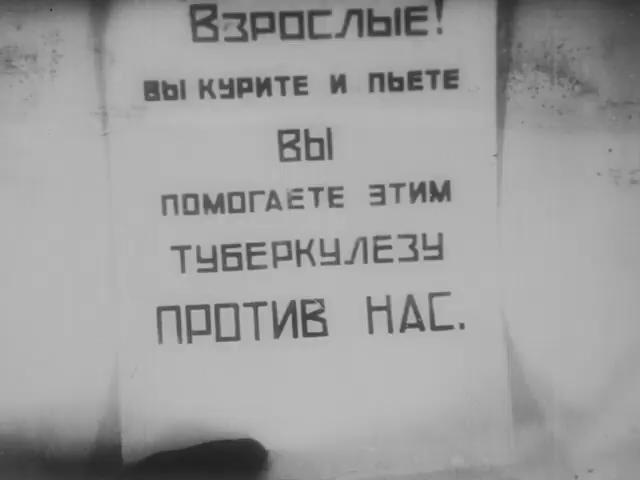 ВЗРОСЛЫЕ!
ВЫ КУРИТЕ И ПЬЕТЕ
ВЫ
ПОМОГАЕТЕ ЭТИМ
ТУБЕРКУЛЕЗУ
ПРОТИВ НАС.